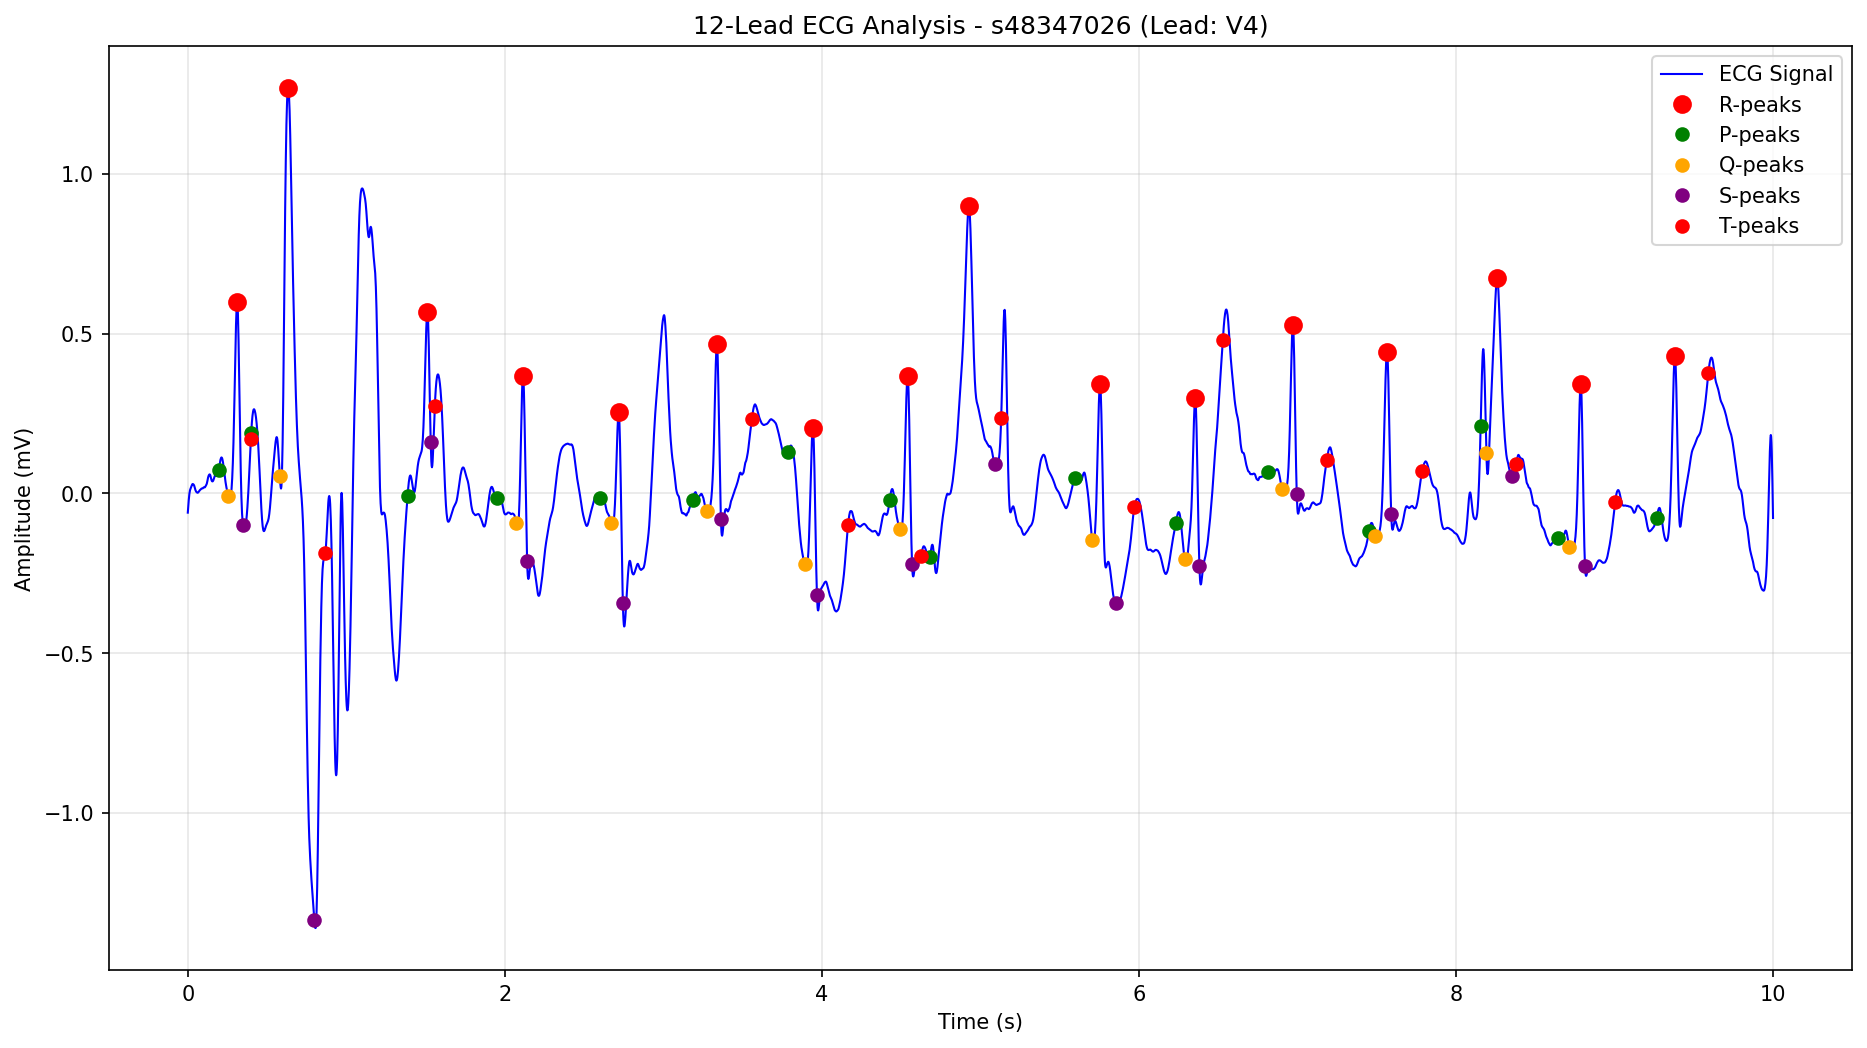 12-Lead ECG Analysis - s48347026 (Lead: V4)
ECG Signal
R-peaks
P-peaks
Q-peaks
S-peaks
T-peaks
Amplitude (mV)
1.0
0.5
0.0
−0.5
−1.0
0 2 4 6 8 10
Time (s)